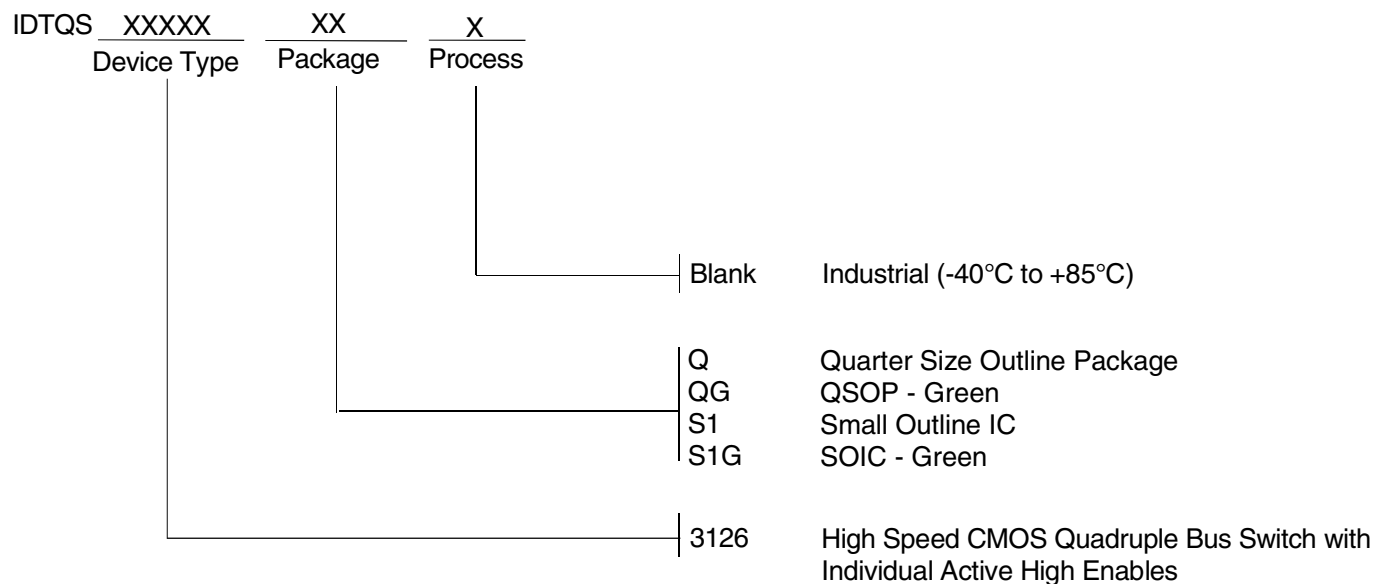 IDTQS XXXXX XX X
Device Type Package Process
Blank Industrial (-40°C to +85°C)
Q Quarter Size Outline Package
QG QSOP - Green
S1 Small Outline IC
S1G SOIC - Green
3126 High Speed CMOS Quadruple Bus Switch with
Individual Active High Enables